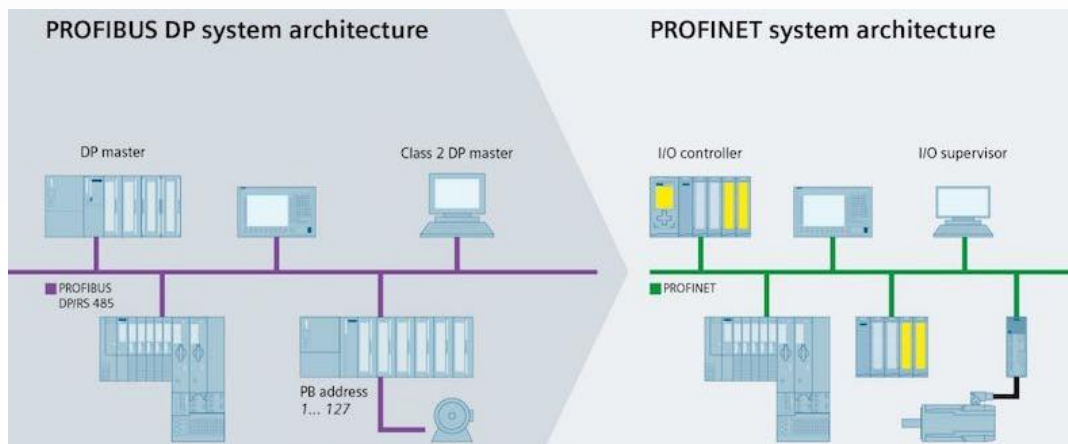 PROFIBUS DP system architecture
PROFINET system architecture
DP master
Class 2 DP master
I/O controller
I/O supervisor
PROFIBUS
DP/RS 485
PROFINET
PB address
1... 127